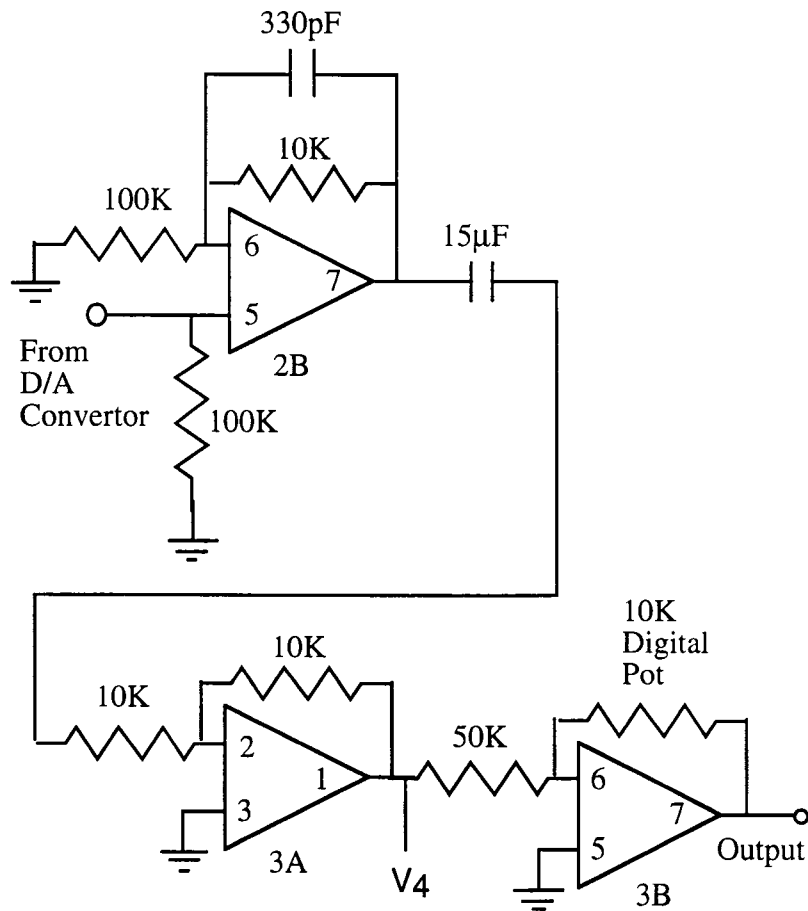 330pF
10K
100K
6
7
5
2B
15µF
From
D/A
Convertor
100K
10K
Digital
Pot
10K
10K
50K
2
1
3
3A
V4
6
7
5
3B
Output